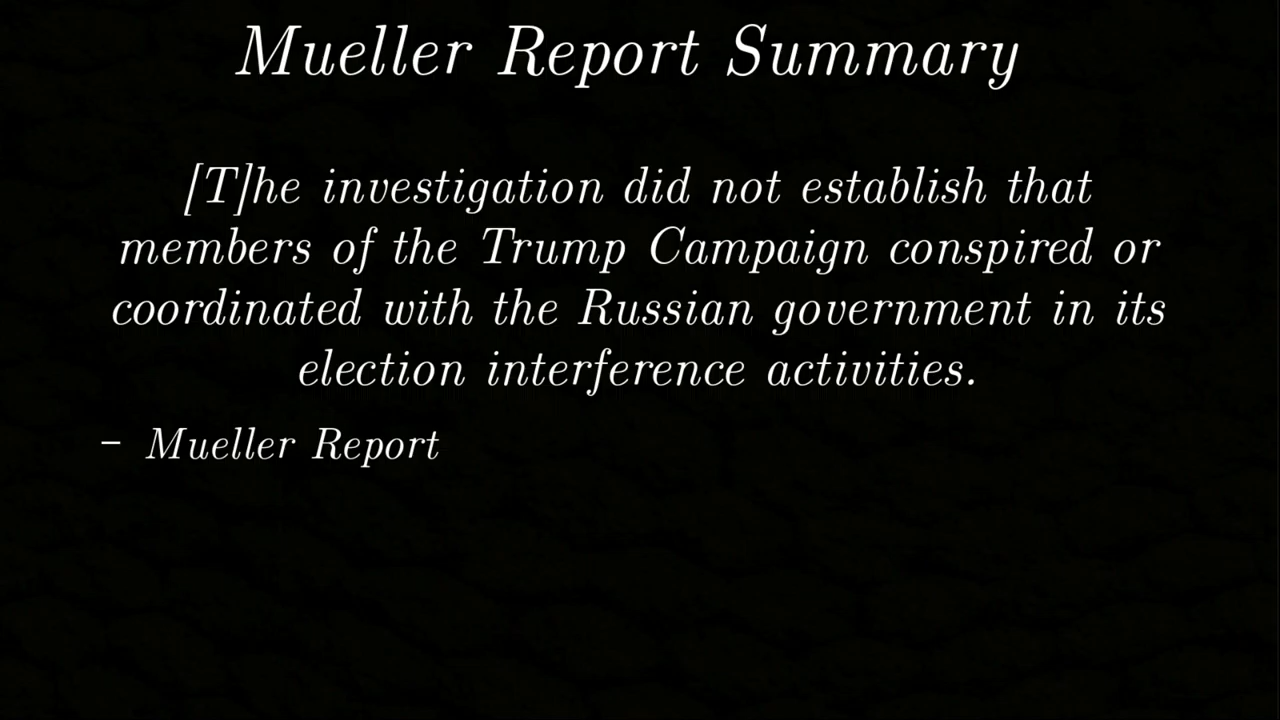 Mueller Report Summary
[T]he investigation did not establish that
members of the Trump Campaign conspired or
coordinated with the Russian government in its
election interference activities.
– Mueller Report